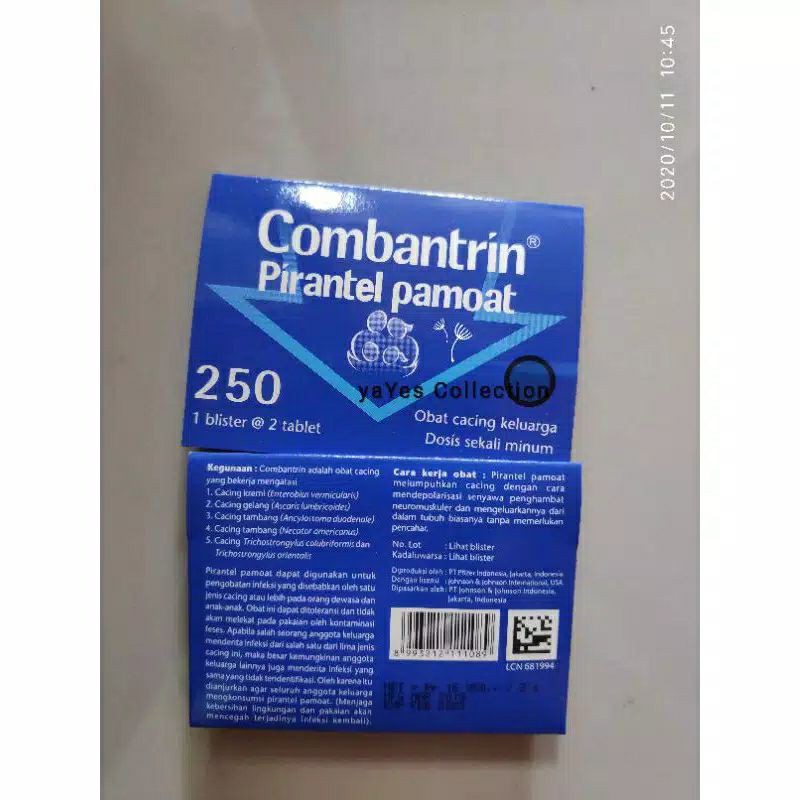 2020/10/11 10:45
Combantrin®
Pirantel pamoat
250
1 blister @ 2 tablet
yaYes Collection
Obat cacing keluarga
Dosis sekali minum
Kegunaan : Combantrin adalah obat cacing
yang bekerja mengatasi
1. Cacing kremi (Enterobius vermicularis)
2. Cacing gelang (Ascaris lumbricoides)
3. Cacing tambang (Ancylostoma duodenale)
4. Cacing tambang (Necator americanus)
5. Cacing Trichostrongylus colubriformis dan
Trichostrongylus orientalis
Pirantel pamoat dapat digunakan untuk
pengobatan infeksi yang disebabkan oleh satu
jenis cacing atau lebih pada orang dewasa dan
anak-anak. Obat ini dapat ditoleransi dan tidak
akan melekat pada pakaian oleh kontaminasi
feses. Apabila salah seorang anggota keluarga
menderita infeksi dari salah satu dari lima jenis
cacing ini, maka besar kemungkinan anggota
keluarga lainnya juga menderita infeksi yang
sama yang tidak teridentifikasi. Oleh karena itu
dianjurkan agar seluruh anggota keluarga
mengkonsumsi pirantel pamoat. (Menjaga
kebersihan lingkungan dan pakaian akan
mencegah terjadinya infeksi kembali).
Cara kerja obat : Pirantel pamoat
melumpuhkan cacing dengan cara
mendepolarisasi senyawa penghambat
neuromuskuler dan mengeluarkannya dari
dalam tubuh biasanya tanpa memerlukan
pencahar.
No. Lot : Lihat blister
Kadaluwarsa : Lihat blister
Diproduksi oleh : PT Pfizer Indonesia, Jakarta, Indonesia
Dengan lisensi : Johnson & Johnson International, USA
Dipasarkan oleh : PT Johnson & Johnson Indonesia,
Jakarta, Indonesia
8 993212 111089
LCN 681994